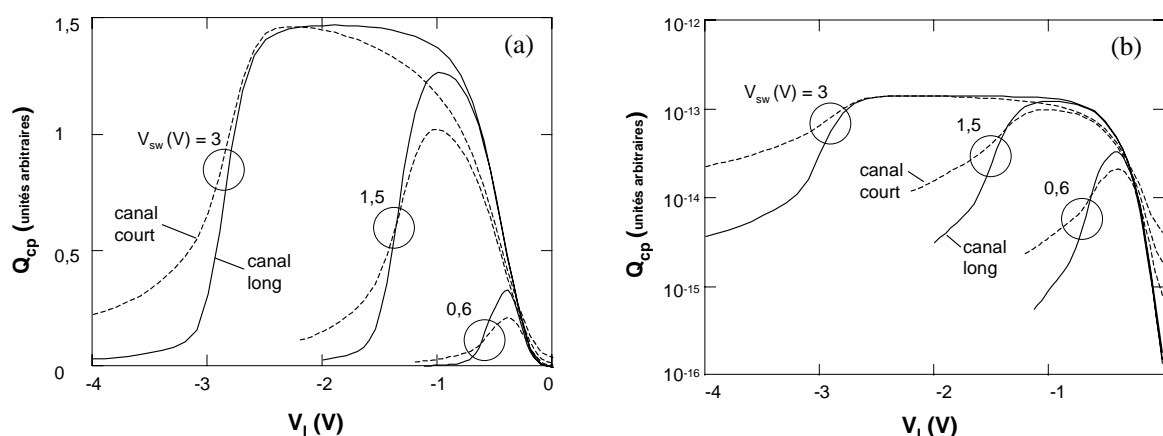 (a)
1,5
1
0,5
0
Q_cp (unités arbitraires)
V_sw (V) = 3
1,5
0,6
canal
court
canal
long
-4 -3 -2 -1 0
V_I (V)
(b)
10^-12
10^-13
10^-14
10^-15
10^-16
Q_cp (unités arbitraires)
V_sw (V) = 3
1,5
0,6
canal
court
canal
long
-4 -3 -2 -1
V_I (V)